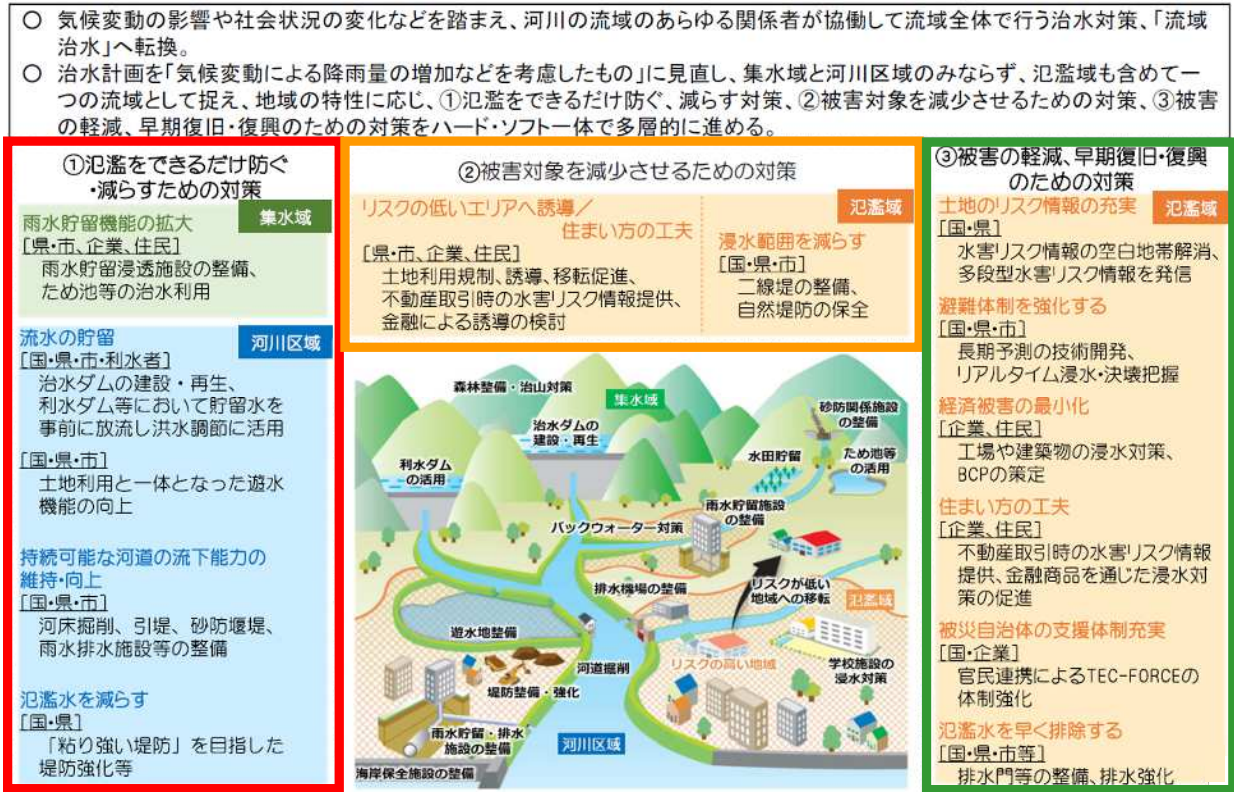 ○ 気候変動の影響や社会状況の変化などを踏まえ、河川の流域のあらゆる関係者が協働して流域全体で行う治水対策、「流域
治水」へ転換。
○ 治水計画を「気候変動による降雨量の増加などを考慮したもの」に見直し、集水域と河川区域のみならず、氾濫域も含めて一
つの流域として捉え、地域の特性に応じ、①氾濫をできるだけ防ぐ、減らす対策、②被害対象を減少させるための対策、③被害
の軽減、早期復旧・復興のための対策をハード・ソフト一体で多層的に進める。
①氾濫をできるだけ防ぐ
・減らすための対策
集水域
雨水貯留機能の拡大
[県・市、企業、住民]
雨水貯留浸透施設の整備、
ため池等の治水利用
河川区域
流水の貯留
[国・県・市・利水者]
治水ダムの建設・再生、
利水ダム等において貯留水を
事前に放流し洪水調節に活用
[国・県・市]
土地利用と一体となった遊水
機能の向上
持続可能な河道の流下能力の
維持・向上
[国・県・市]
河床掘削、引堤、砂防堰堤、
雨水排水施設等の整備
氾濫水を減らす
[国・県]
「粘り強い堤防」を目指した
堤防強化等
②被害対象を減少させるための対策
リスクの低いエリアへ誘導／
住まい方の工夫
[県・市、企業、住民]
土地利用規制、誘導、移転促進、
不動産取引時の水害リスク情報提供、
金融による誘導の検討
氾濫域
浸水範囲を減らす
[国・県・市]
二線堤の整備、
自然堤防の保全
森林整備・治山対策
集水域
治水ダムの
建設・再生
砂防関係施設
の整備
利水ダム
の活用
水田貯留
ため池等
の活用
雨水貯留施設
の整備
バックウォーター対策
排水機場の整備
リスクが低い
地域への移転
氾濫域
遊水地整備
河道掘削
リスクの高い地域
学校施設の
浸水対策
堤防整備・強化
雨水貯留・排水
施設の整備
河川区域
海岸保全施設の整備
③被害の軽減、早期復旧・復興
のための対策
氾濫域
土地のリスク情報の充実
[国・県]
水害リスク情報の空白地帯解消、
多段型水害リスク情報を発信
避難体制を強化する
[国・県・市]
長期予測の技術開発、
リアルタイム浸水・決壊把握
経済被害の最小化
[企業、住民]
工場や建築物の浸水対策、
BCPの策定
住まい方の工夫
[企業、住民]
不動産取引時の水害リスク情報
提供、金融商品を通じた浸水対
策の促進
被災自治体の支援体制充実
[国・企業]
官民連携によるTEC-FORCEの
体制強化
氾濫水を早く排除する
[国・県・市等]
排水門等の整備、排水強化